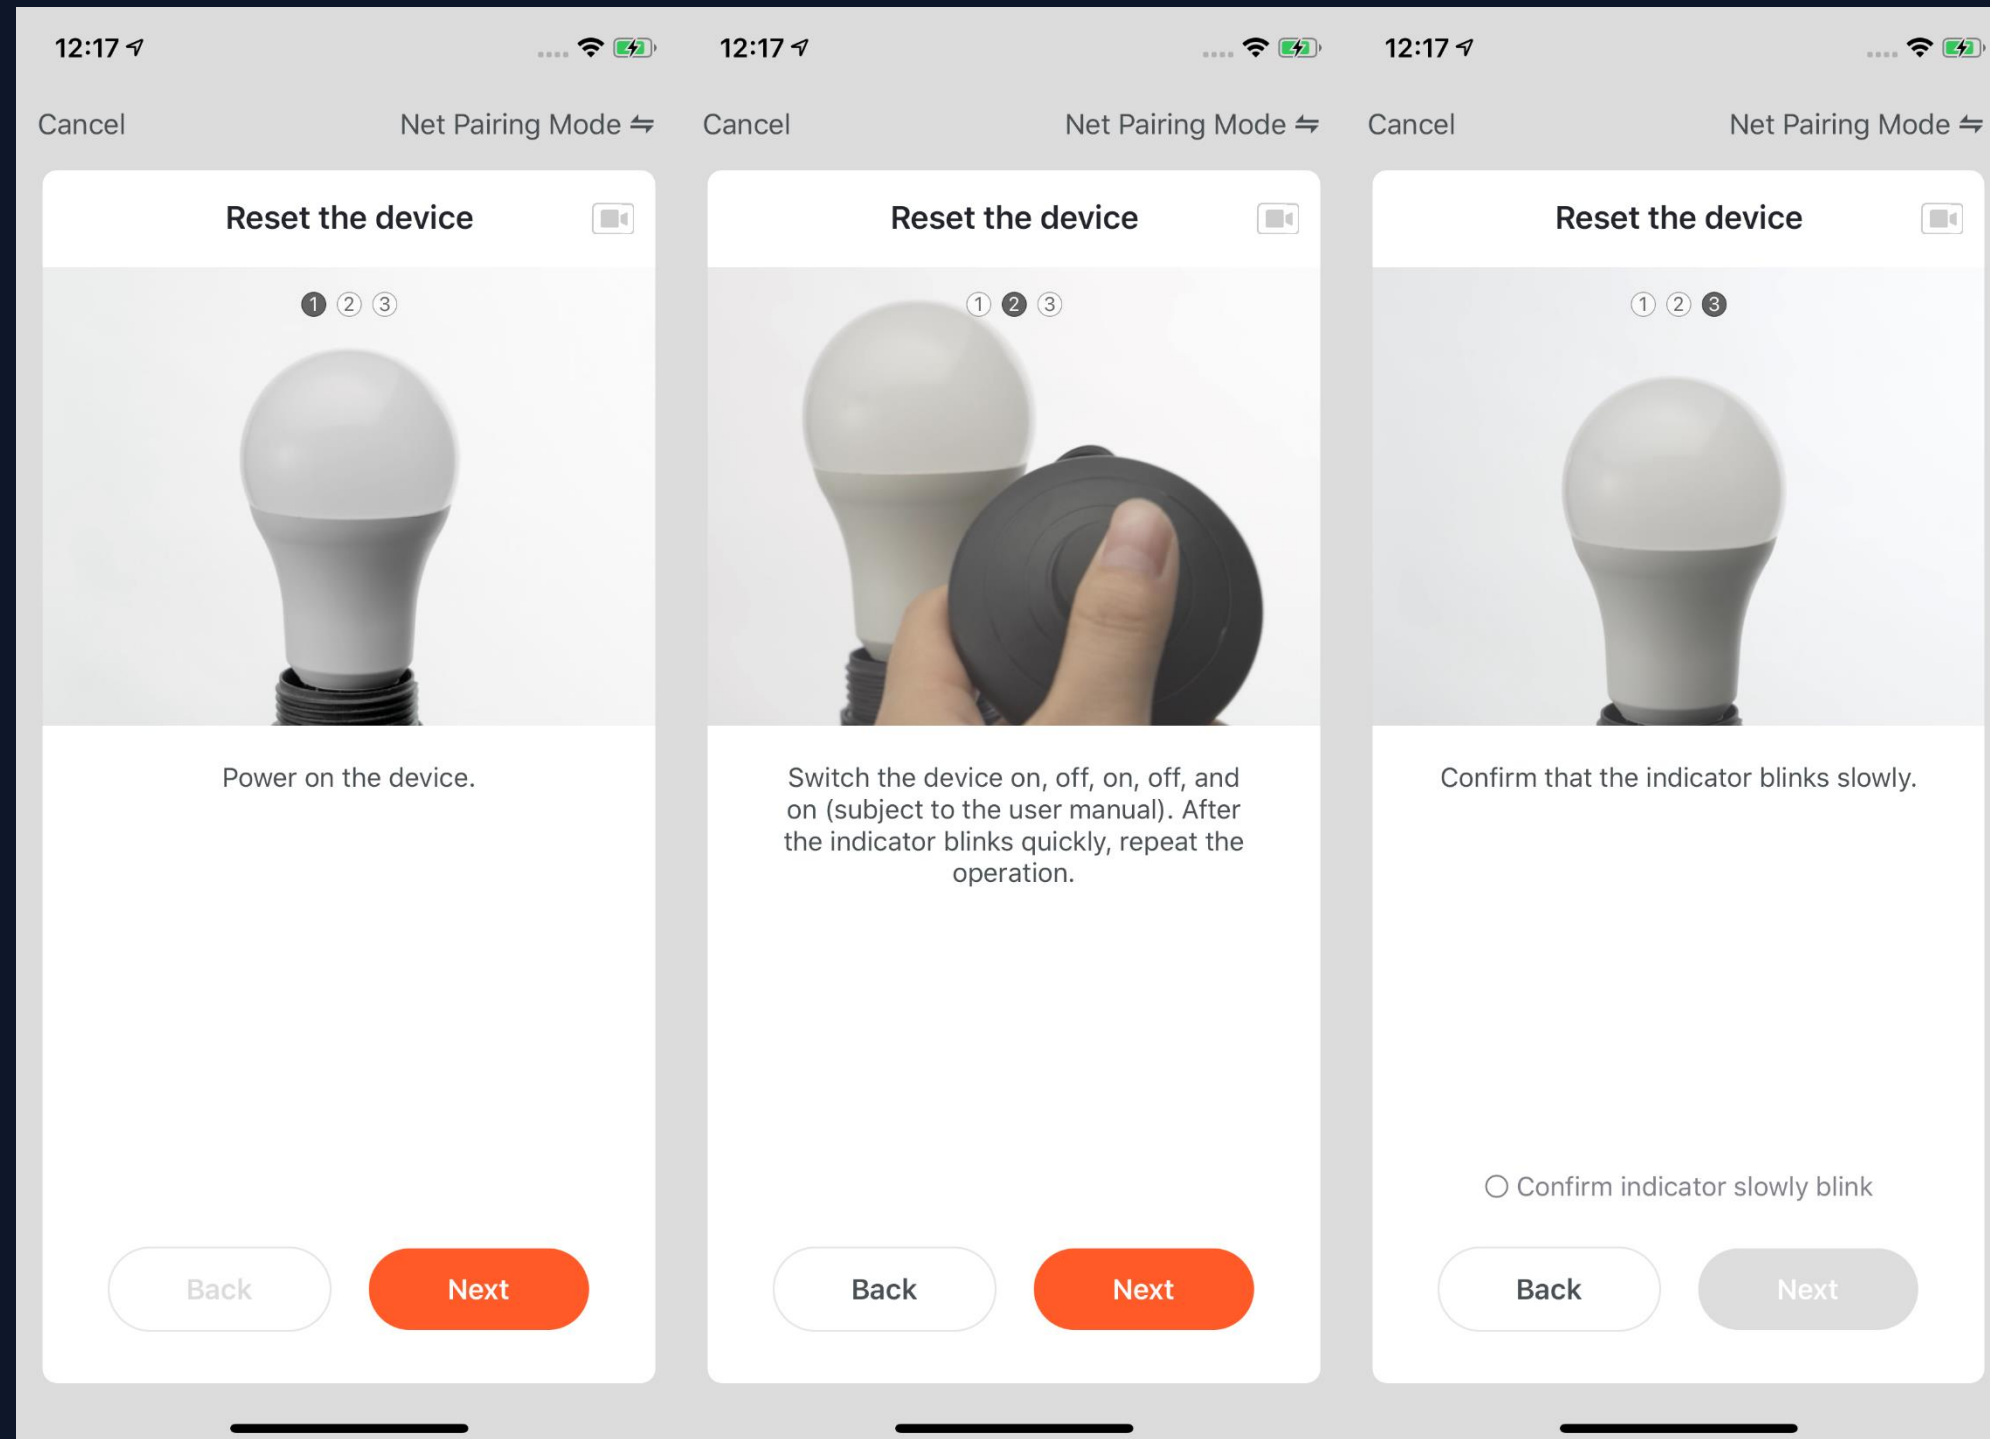 12:17
Cancel
Net Pairing Mode
Reset the device
1 2 3
Power on the device.
Back
Next
12:17
Cancel
Net Pairing Mode
Reset the device
1 2 3
Switch the device on, off, on, off, and
on (subject to the user manual). After
the indicator blinks quickly, repeat the
operation.
Back
Next
12:17
Cancel
Net Pairing Mode
Reset the device
1 2 3
Confirm that the indicator blinks slowly.
Confirm indicator slowly blink
Back
Next